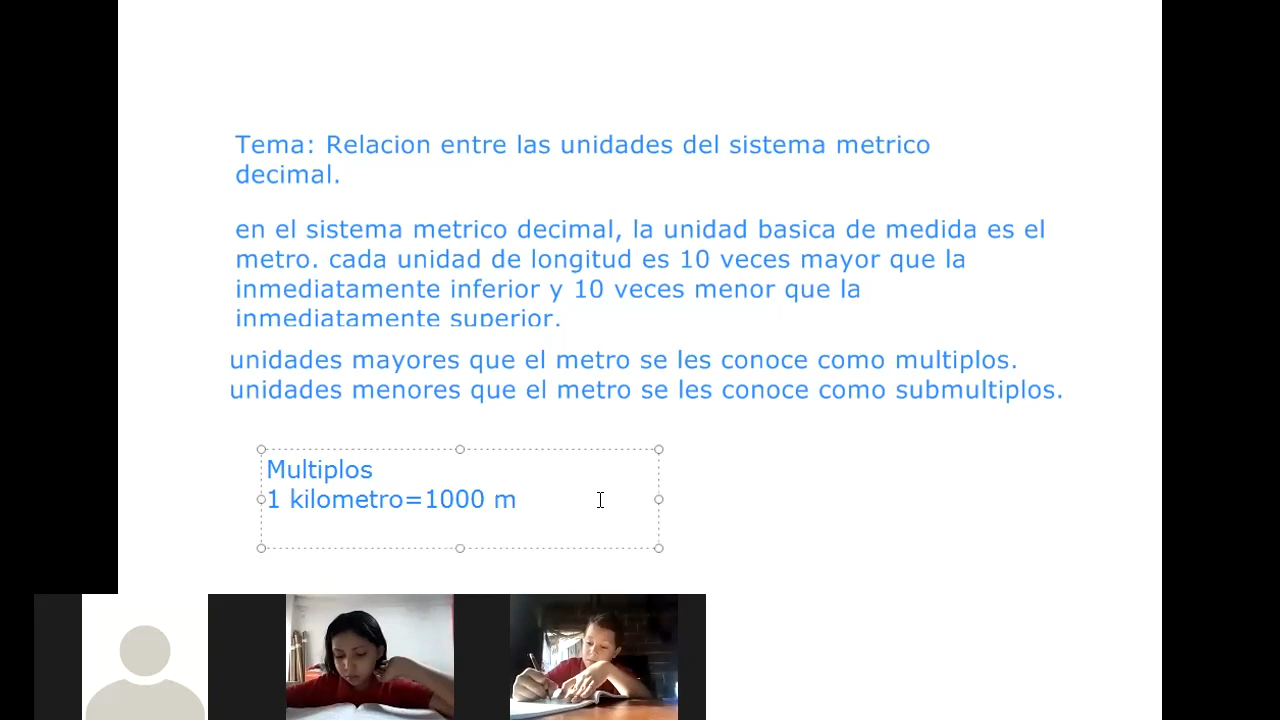 Tema: Relacion entre las unidades del sistema metrico
decimal.
en el sistema metrico decimal, la unidad basica de medida es el
metro. cada unidad de longitud es 10 veces mayor que la
inmediatamente inferior y 10 veces menor que la
inmediatamente superior.
unidades mayores que el metro se les conoce como multiplos.
unidades menores que el metro se les conoce como submultiplos.
Multiplos
1 kilometro=1000 m